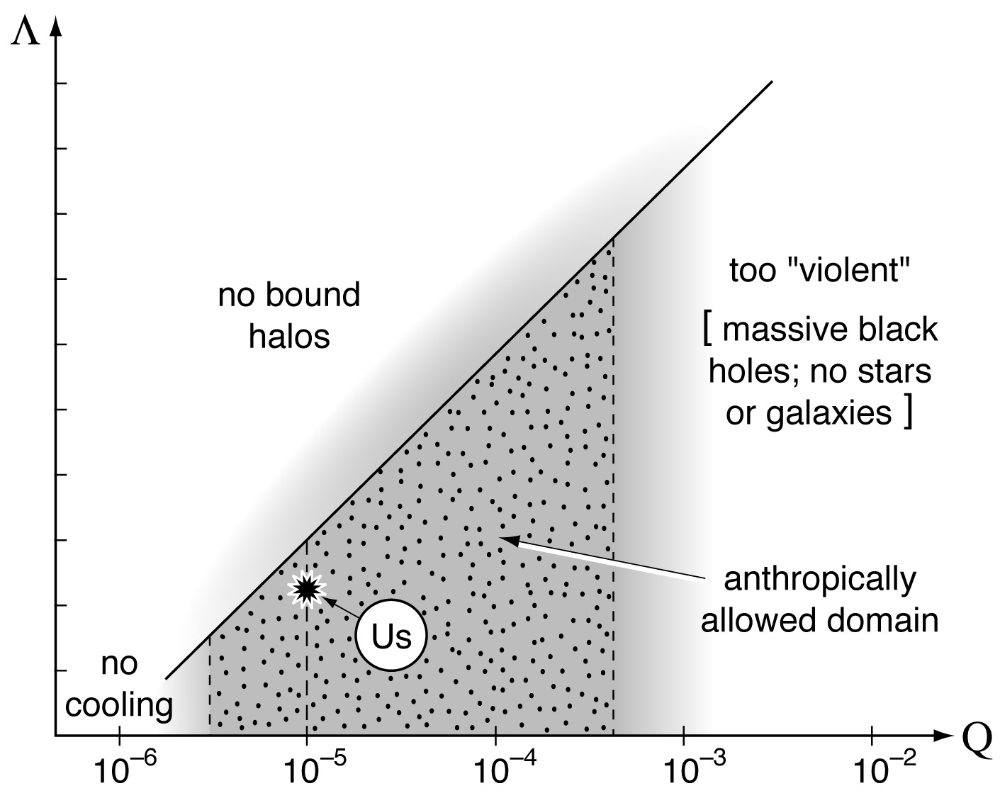 Λ
no bound
halos
too "violent"
[ massive black
holes; no stars
or galaxies ]
anthropically
allowed domain
Us
no
cooling
Q
10⁻⁶ 10⁻⁵ 10⁻⁴ 10⁻³ 10⁻²